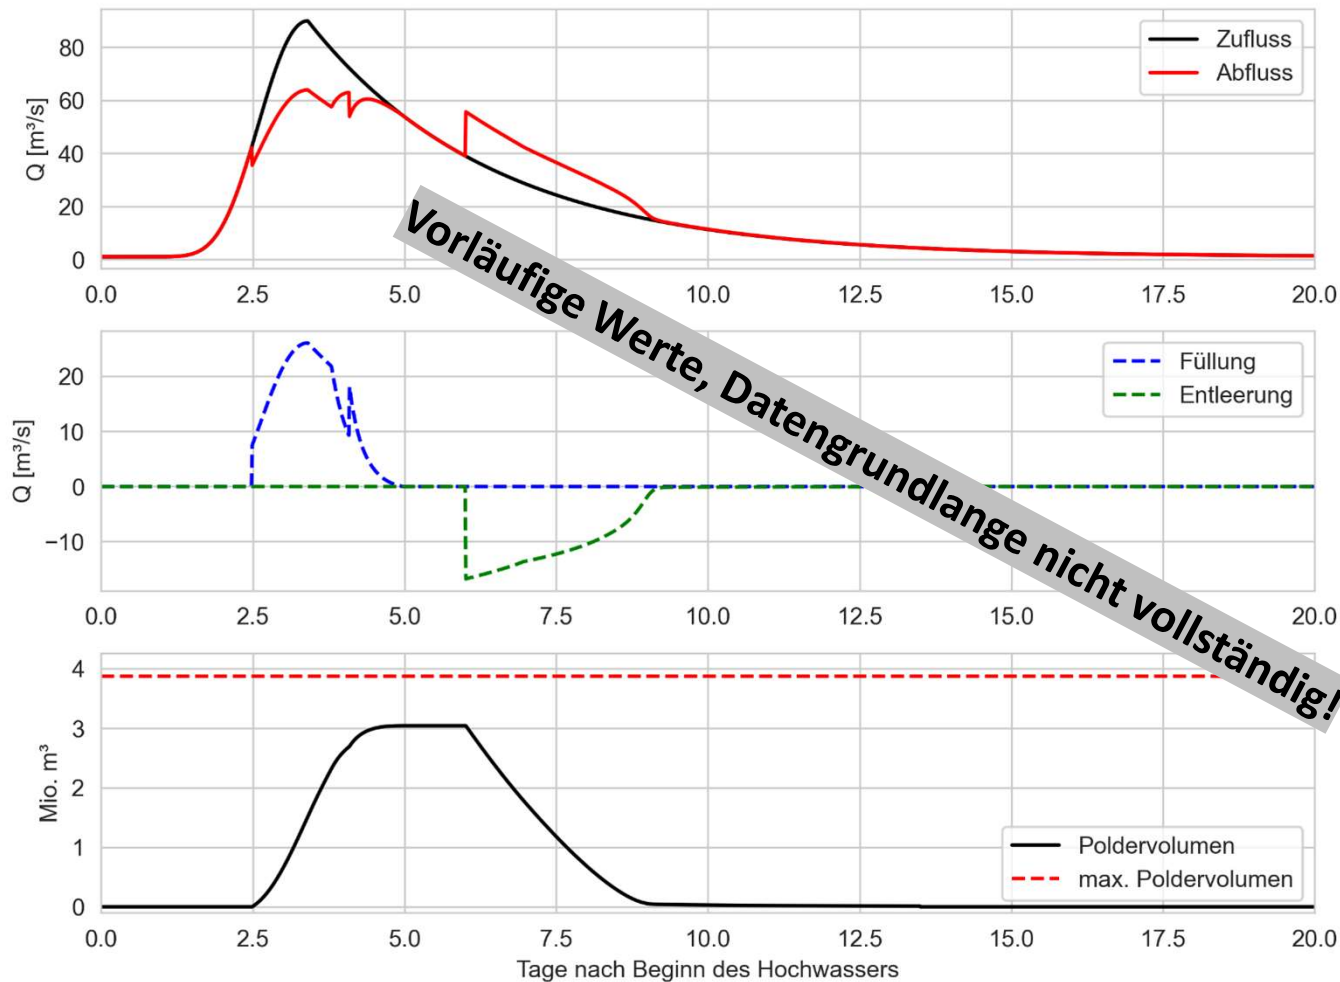 Q [m³/s]
80
60
40
20
0
Zufluss
Abfluss
0.0 2.5 5.0 7.5 10.0 12.5 15.0 17.5 20.0
Vorläufige Werte, Datengrundlange nicht vollständig!
Q [m³/s]
20
10
0
−10
Füllung
Entleerung
0.0 2.5 5.0 7.5 10.0 12.5 15.0 17.5 20.0
Mio. m³
4
3
2
1
0
Poldervolumen
max. Poldervolumen
0.0 2.5 5.0 7.5 10.0 12.5 15.0 17.5 20.0
Tage nach Beginn des Hochwassers